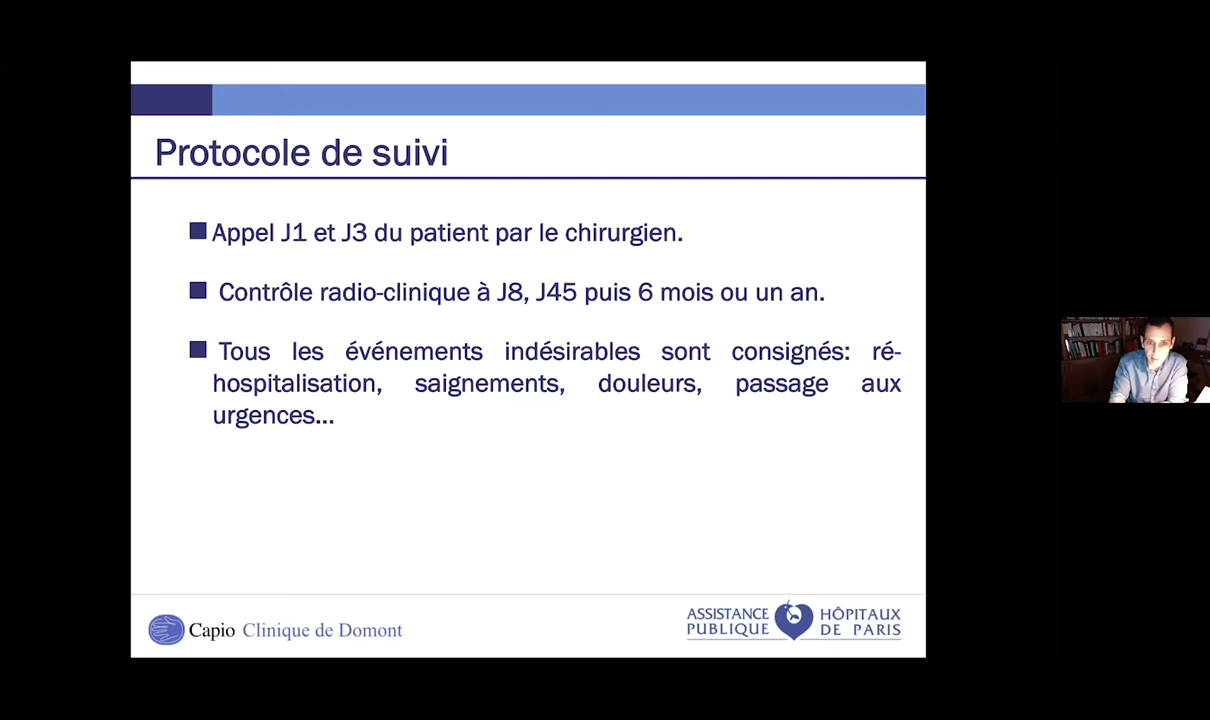 Protocole de suivi
Appel J1 et J3 du patient par le chirurgien.
Contrôle radio-clinique à J8, J45 puis 6 mois ou un an.
Tous les événements indésirables sont consignés: ré-
hospitalisation, saignements, douleurs, passage aux
urgences...
Capio Clinique de Domont
ASSISTANCE HÔPITAUX
PUBLIQUE DE PARIS